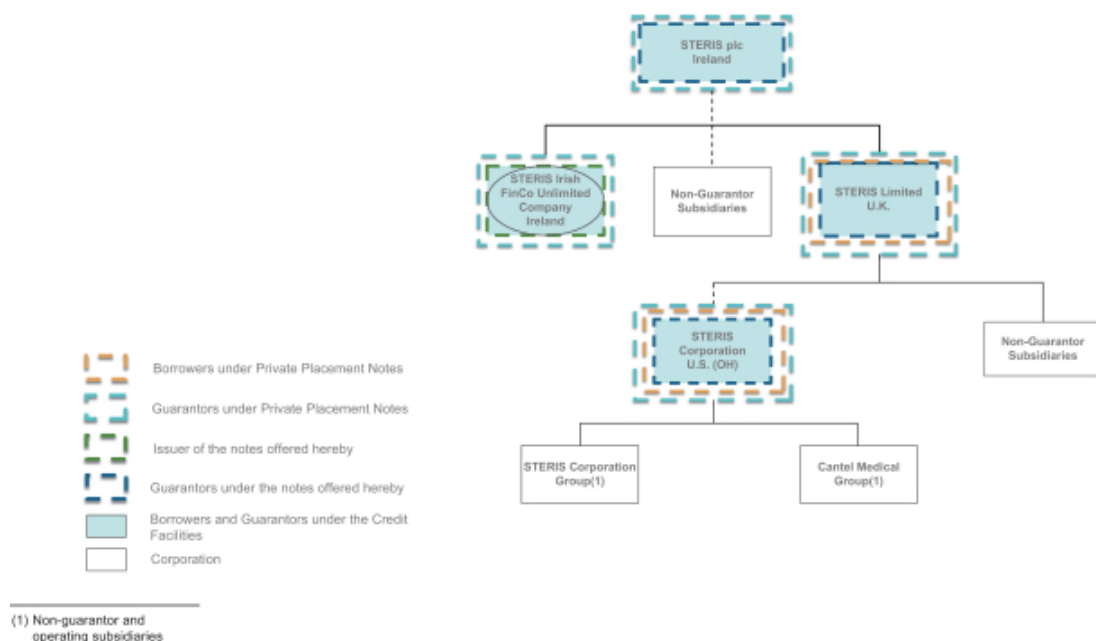 STERIS plc
Ireland
STERIS Irish
FinCo Unlimited
Company
Ireland
Non-Guarantor
Subsidiaries
STERIS Limited
U.K.
STERIS
Corporation
U.S. (OH)
Non-Guarantor
Subsidiaries
STERIS Corporation
Group(1)
Cantel Medical
Group(1)
Borrowers under Private Placement Notes
Guarantors under Private Placement Notes
Issuer of the notes offered hereby
Guarantors under the notes offered hereby
Borrowers and Guarantors under the Credit
Facilities
Corporation
(1) Non-guarantor and
operating subsidiaries